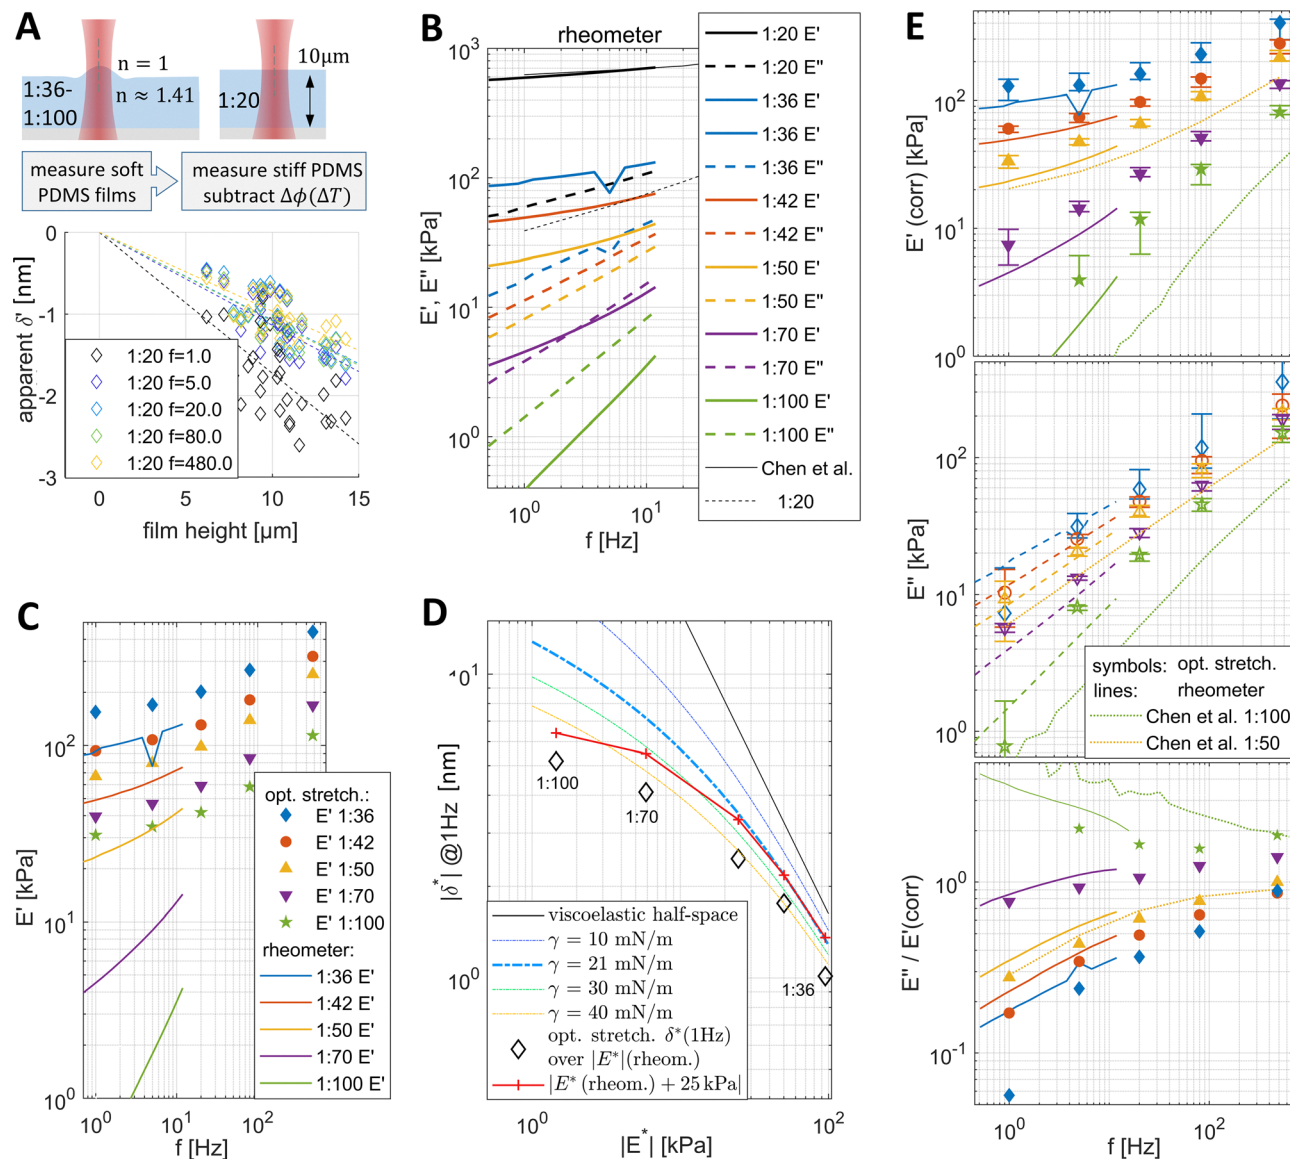 A
n = 1
n ≈ 1.41
10μm
1:36-
1:100
1:20
measure soft
PDMS films
measure stiff PDMS
subtract Δϕ(ΔT)
0
-1
-2
-3
apparent δ' [nm]
1:20 f=1.0
1:20 f=5.0
1:20 f=20.0
1:20 f=80.0
1:20 f=480.0
0
5
10
15
film height [µm]
B
rheometer
10³
10²
10¹
10⁰
E', E" [kPa]
10⁰
10¹
f [Hz]
1:20 E'
1:20 E"
1:36 E'
1:36 E'
1:36 E"
1:42 E'
1:42 E"
1:50 E'
1:50 E"
1:70 E'
1:70 E"
1:100 E'
1:100 E"
Chen et al.
1:20
C
10²
10¹
10⁰
E' [kPa]
opt. stretch.:
E' 1:36
E' 1:42
E' 1:50
E' 1:70
E' 1:100
rheometer:
1:36 E'
1:42 E'
1:50 E'
1:70 E'
1:100 E'
10⁰
10¹
10²
f [Hz]
D
10¹
10⁰
|δ*| @1Hz [nm]
1:100
1:70
1:36
viscoelastic half-space
γ = 10 mN/m
γ = 21 mN/m
γ = 30 mN/m
γ = 40 mN/m
opt. stretch. δ*(1Hz)
over |E*|(rheom.)
|E*(rheom.) + 25 kPa|
10⁰
10¹
10²
|E*| [kPa]
E
10²
10¹
10⁰
E' (corr) [kPa]
10²
10¹
10⁰
E" [kPa]
symbols: opt. stretch.
lines: rheometer
Chen et al. 1:100
Chen et al. 1:50
10⁰
10⁻¹
E" / E'(corr)
10⁰
10²
f [Hz]